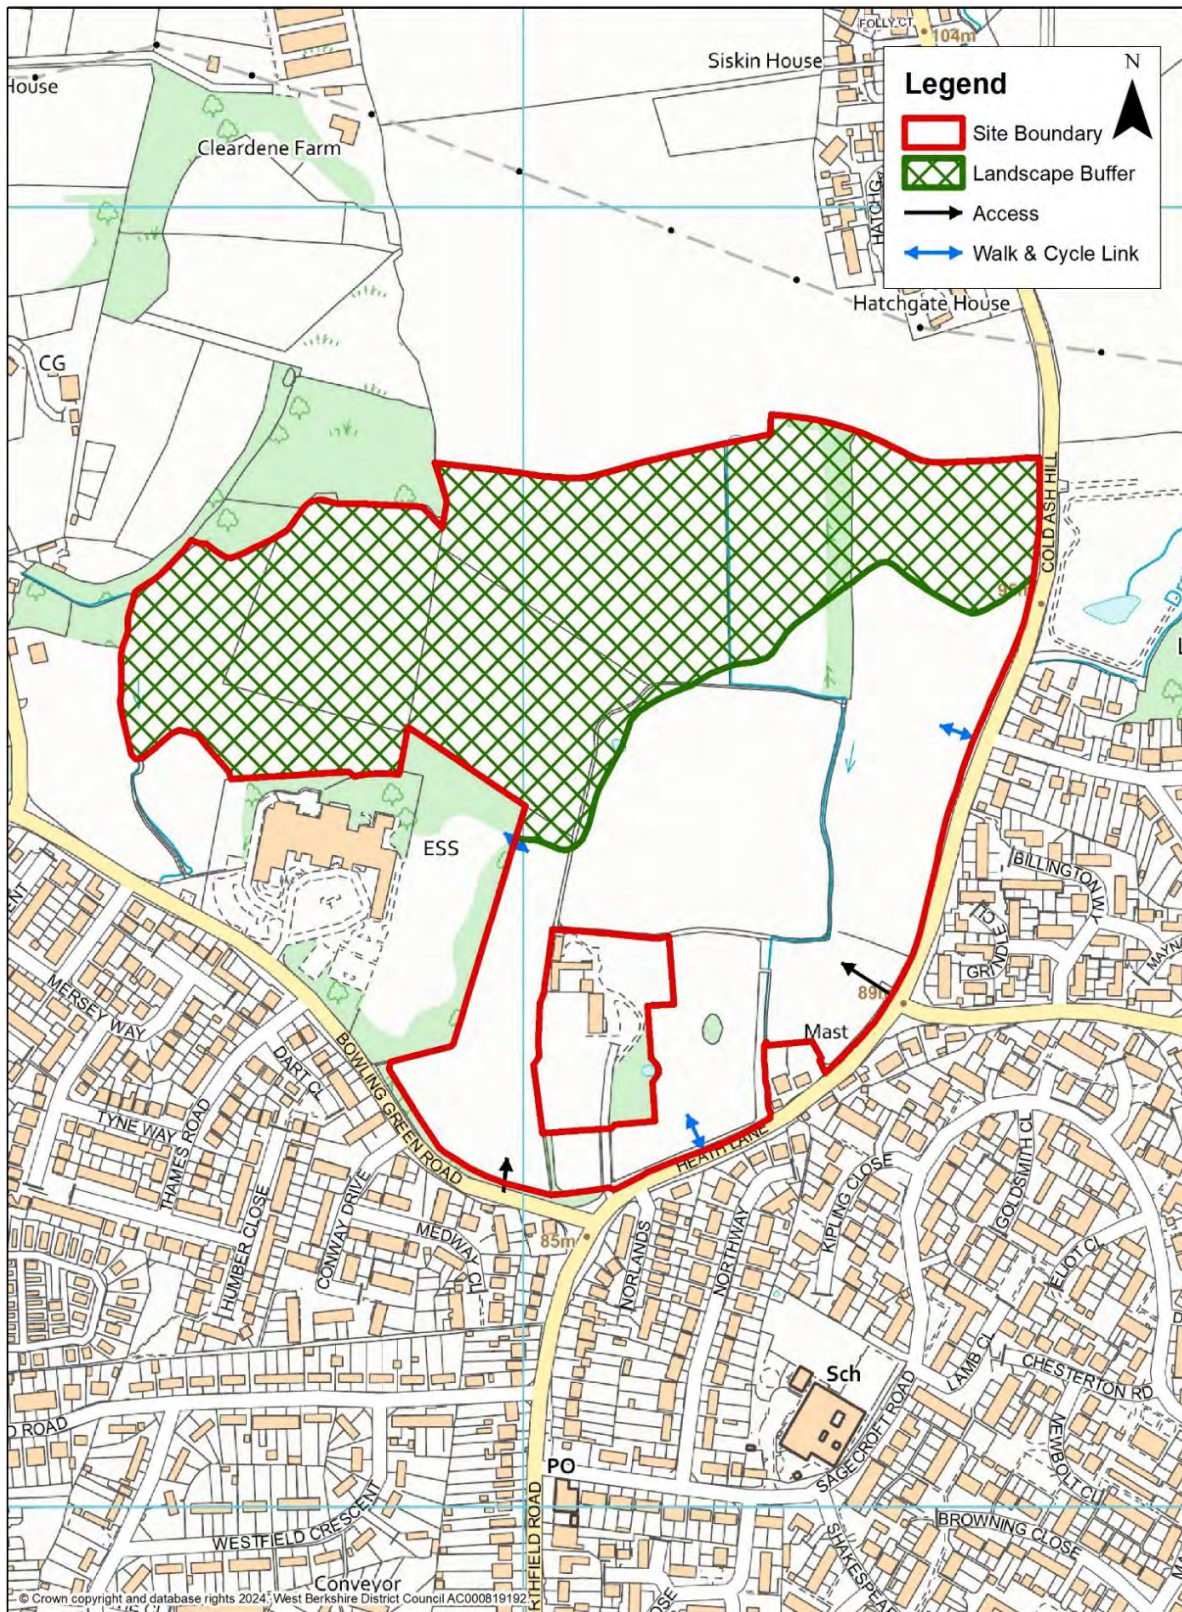 FOLLY CT
104m
Siskin House
House
Legend
N
Site Boundary
Landscape Buffer
Access
Walk & Cycle Link
Cleardene Farm
Hatchgate House
CG
COLD ASH HILL
ESS
BILLINGTON WY
GRINDLE CL
89m
Mast
MERSEY WAY
DART CL
BOWLING GREEN ROAD
TYNE WAY
THAMES ROAD
HEATH LANE
HUMBER CLOSE
CONWAY DRIVE
MEDWAY CL
85m
NORLANDS
NORTHWAY
KIPLING CLOSE
GOLDSMITH CL
ELIOT CL
LAMB CL
CHESTERTON RD
Sch
SAGECROFT ROAD
NEWBOLT CL
PO
BROWNING CLOSE
WESTFIELD CRESCENT
Conveyor
© Crown copyright and database rights 2024. West Berkshire District Council AC000819192.